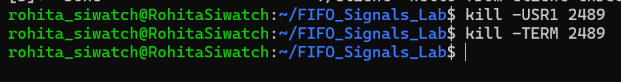 rohita_siwatch@RohitaSiwatch:~/FIFO_Signals_Lab$ kill -USR1 2489
rohita_siwatch@RohitaSiwatch:~/FIFO_Signals_Lab$ kill -TERM 2489
rohita_siwatch@RohitaSiwatch:~/FIFO_Signals_Lab$